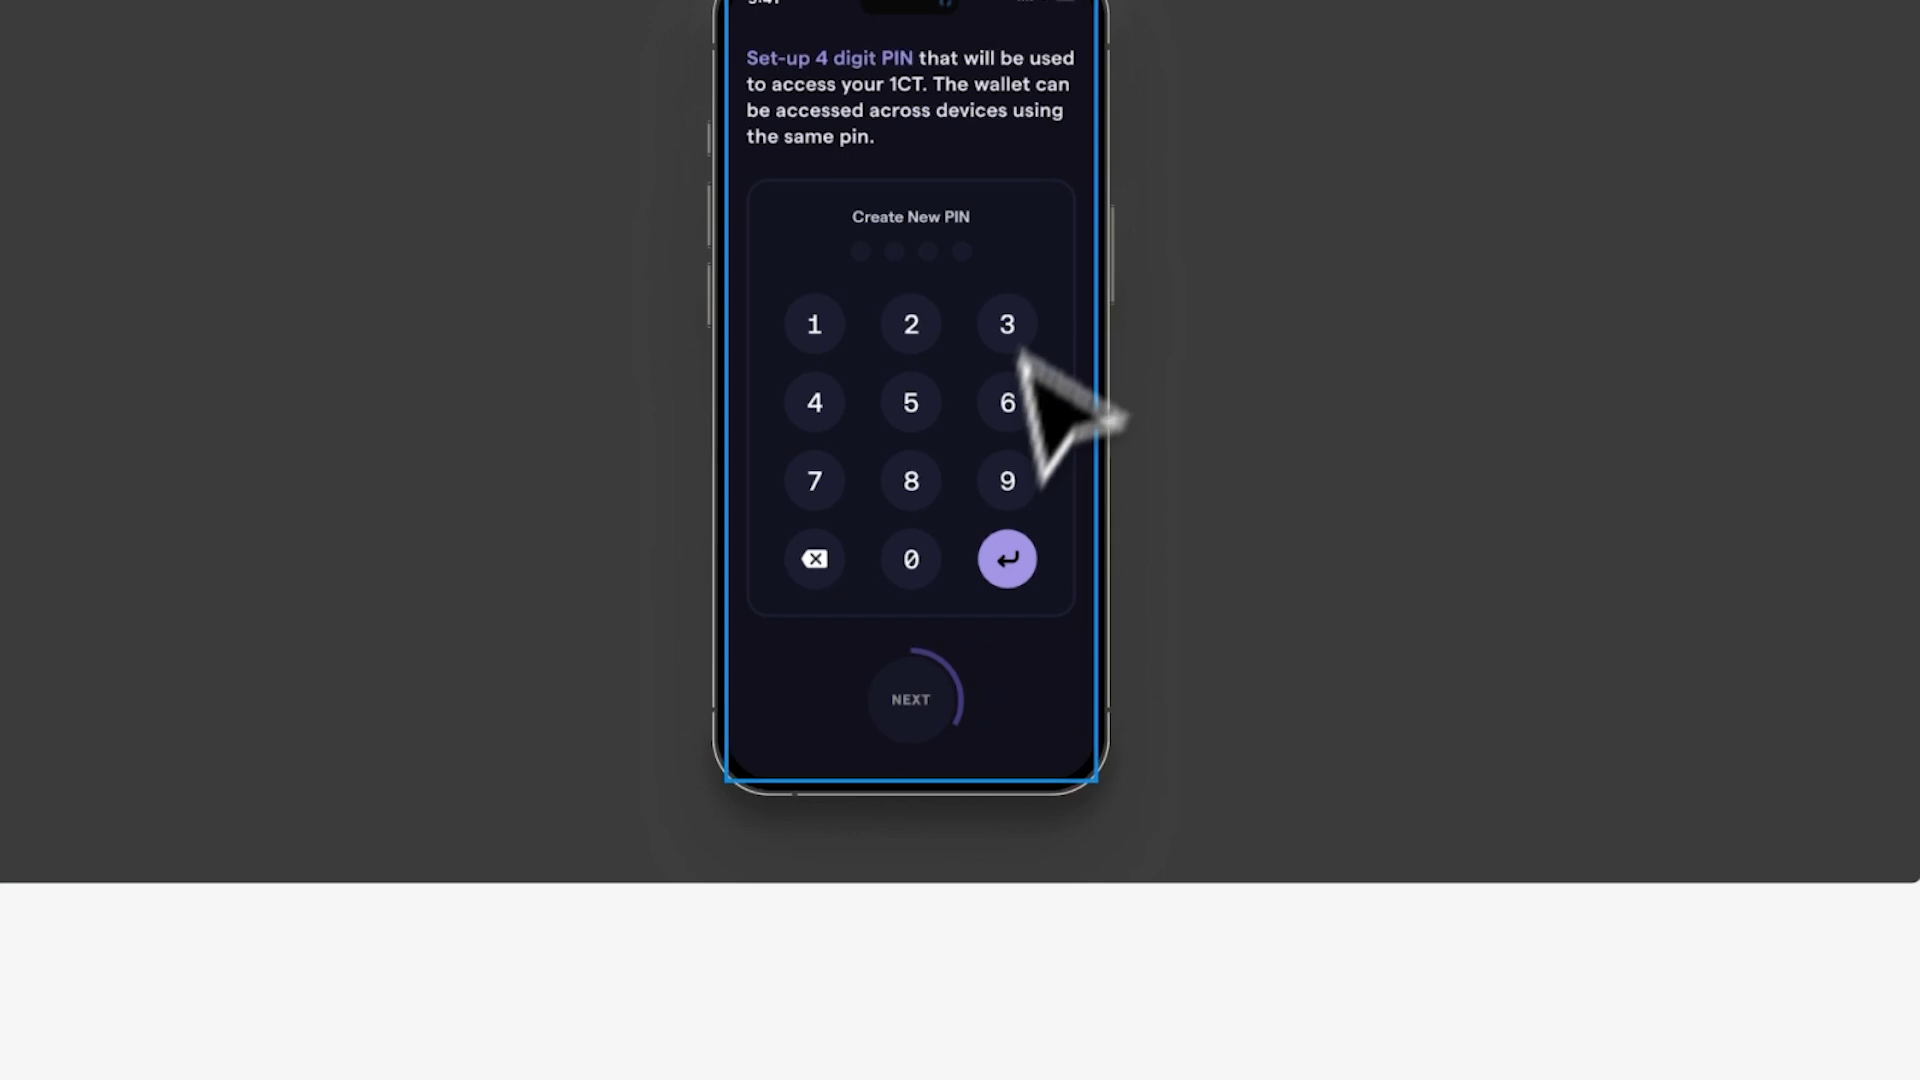 Set-up 4 digit PIN that will be used
to access your 1CT. The wallet can
be accessed across devices using
the same pin.
Create New PIN
1 2 3
4 5 6
7 8 9
0
NEXT